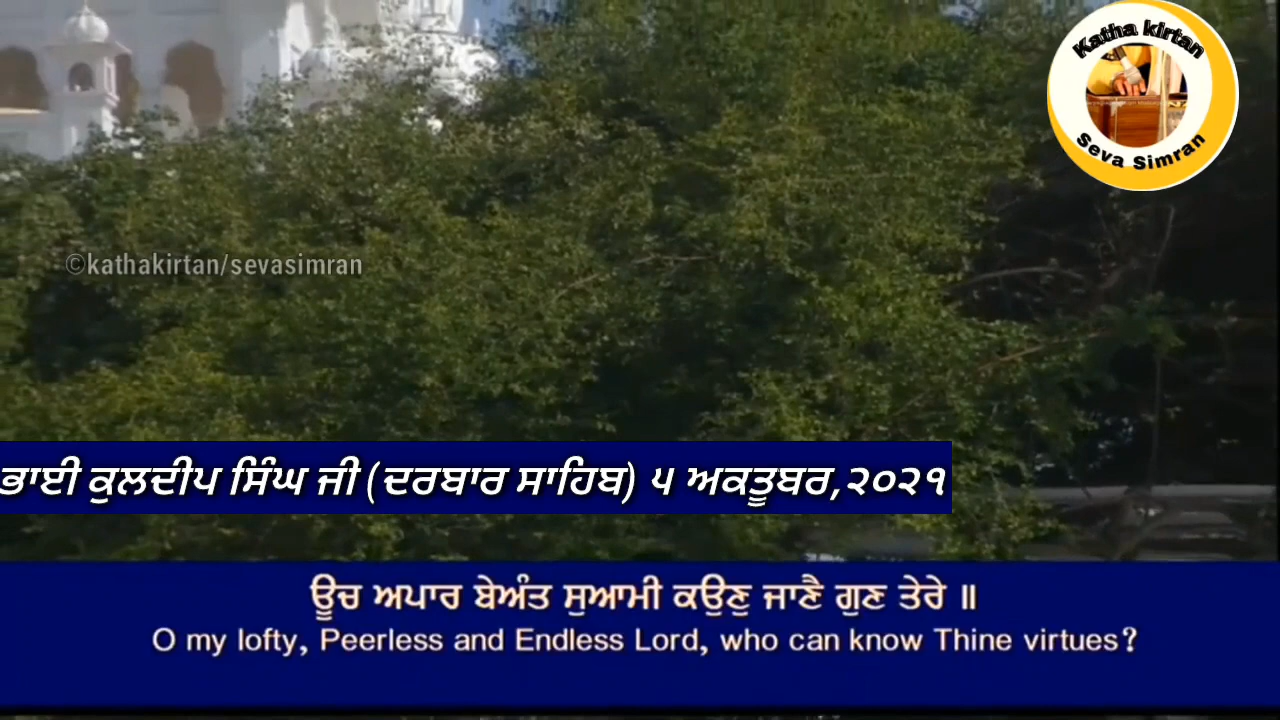 Katha kirtan
Seva Simran
©kathakirtan/sevasimran
ਭਾਈ ਕੁਲਦੀਪ ਸਿੰਘ ਜੀ (ਦਰਬਾਰ ਸਾਹਿਬ) ੫ ਅਕਤੂਬਰ,੨੦੨੧
ਊਚ ਅਪਾਰ ਬੇਅੰਤ ਸੁਆਮੀ ਕਉਣੁ ਜਾਣੈ ਗੁਣ ਤੇਰੇ ॥
O my lofty, Peerless and Endless Lord, who can know Thine virtues?